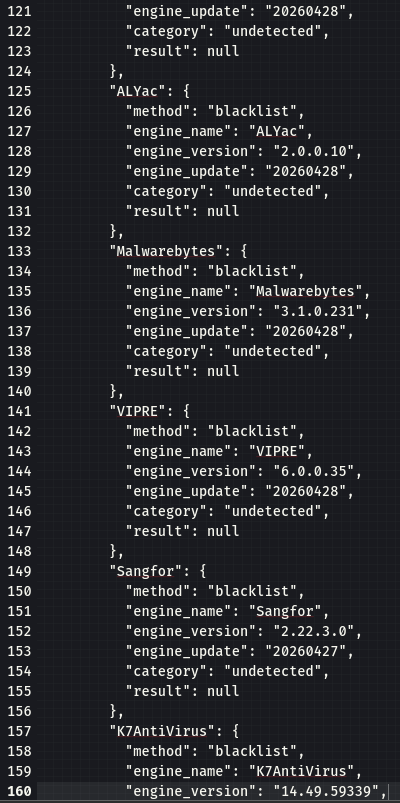 121 "engine_update": "20260428",
122 "category": "undetected",
123 "result": null
124 },
125 "ALYac": {
126 "method": "blacklist",
127 "engine_name": "ALYac",
128 "engine_version": "2.0.0.10",
129 "engine_update": "20260428",
130 "category": "undetected",
131 "result": null
132 },
133 "Malwarebytes": {
134 "method": "blacklist",
135 "engine_name": "Malwarebytes",
136 "engine_version": "3.1.0.231",
137 "engine_update": "20260428",
138 "category": "undetected",
139 "result": null
140 },
141 "VIPRE": {
142 "method": "blacklist",
143 "engine_name": "VIPRE",
144 "engine_version": "6.0.0.35",
145 "engine_update": "20260428",
146 "category": "undetected",
147 "result": null
148 },
149 "Sangfor": {
150 "method": "blacklist",
151 "engine_name": "Sangfor",
152 "engine_version": "2.22.3.0",
153 "engine_update": "20260427",
154 "category": "undetected",
155 "result": null
156 },
157 "K7AntiVirus": {
158 "method": "blacklist",
159 "engine_name": "K7AntiVirus",
160 "engine_version": "14.49.59339",